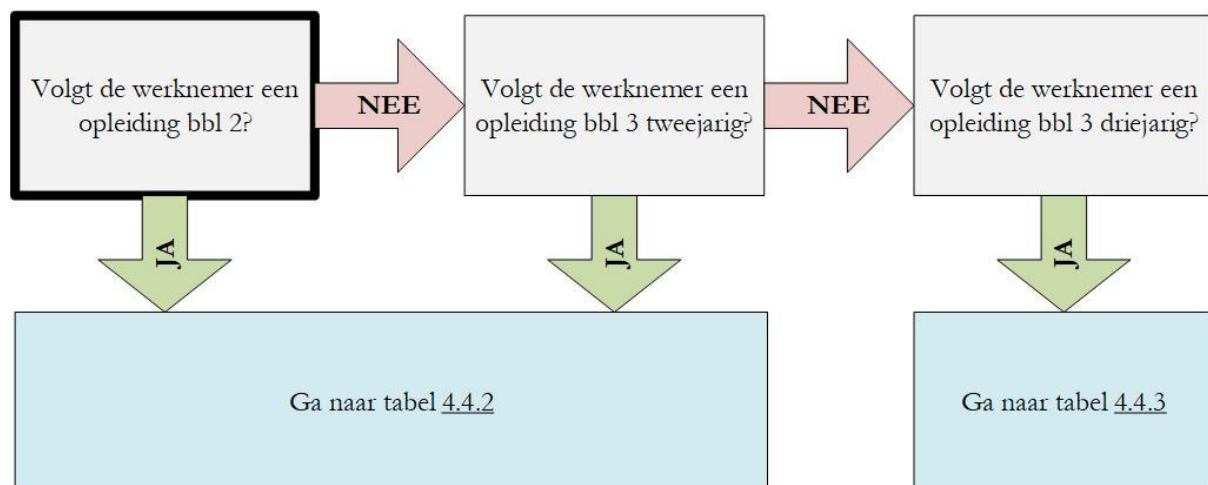 Volgt de werknemer een
opleiding bbl 2?
NEE
Volgt de werknemer een
opleiding bbl 3 tweejarig?
NEE
Volgt de werknemer een
opleiding bbl 3 driejarig?
JA
JA
JA
Ga naar tabel 4.4.2
Ga naar tabel 4.4.3